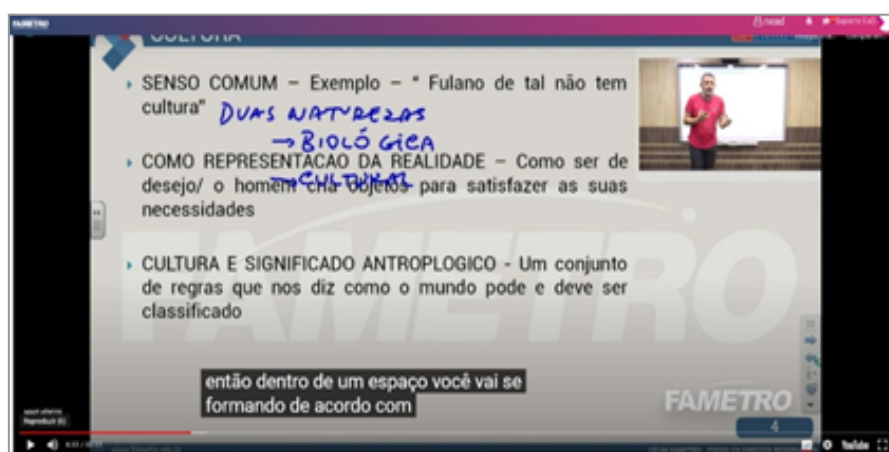 FAMETRO
CULTURA
SENSO COMUM – Exemplo – “ Fulano de tal não tem
cultura”
DUAS NATUREZAS
→ BIOLÓGICA
COMO REPRESENTACAO DA REALIDADE – Como ser de
→ CULTURAL
desejo/ o homem cria objetos para satisfazer as suas
necessidades
CULTURA E SIGNIFICADO ANTROPLOGICO - Um conjunto
de regras que nos diz como o mundo pode e deve ser
classificado
FAMETRO
então dentro de um espaço você vai se
formando de acordo com
FAMETRO
4
Reproduzir (k)
YouTube